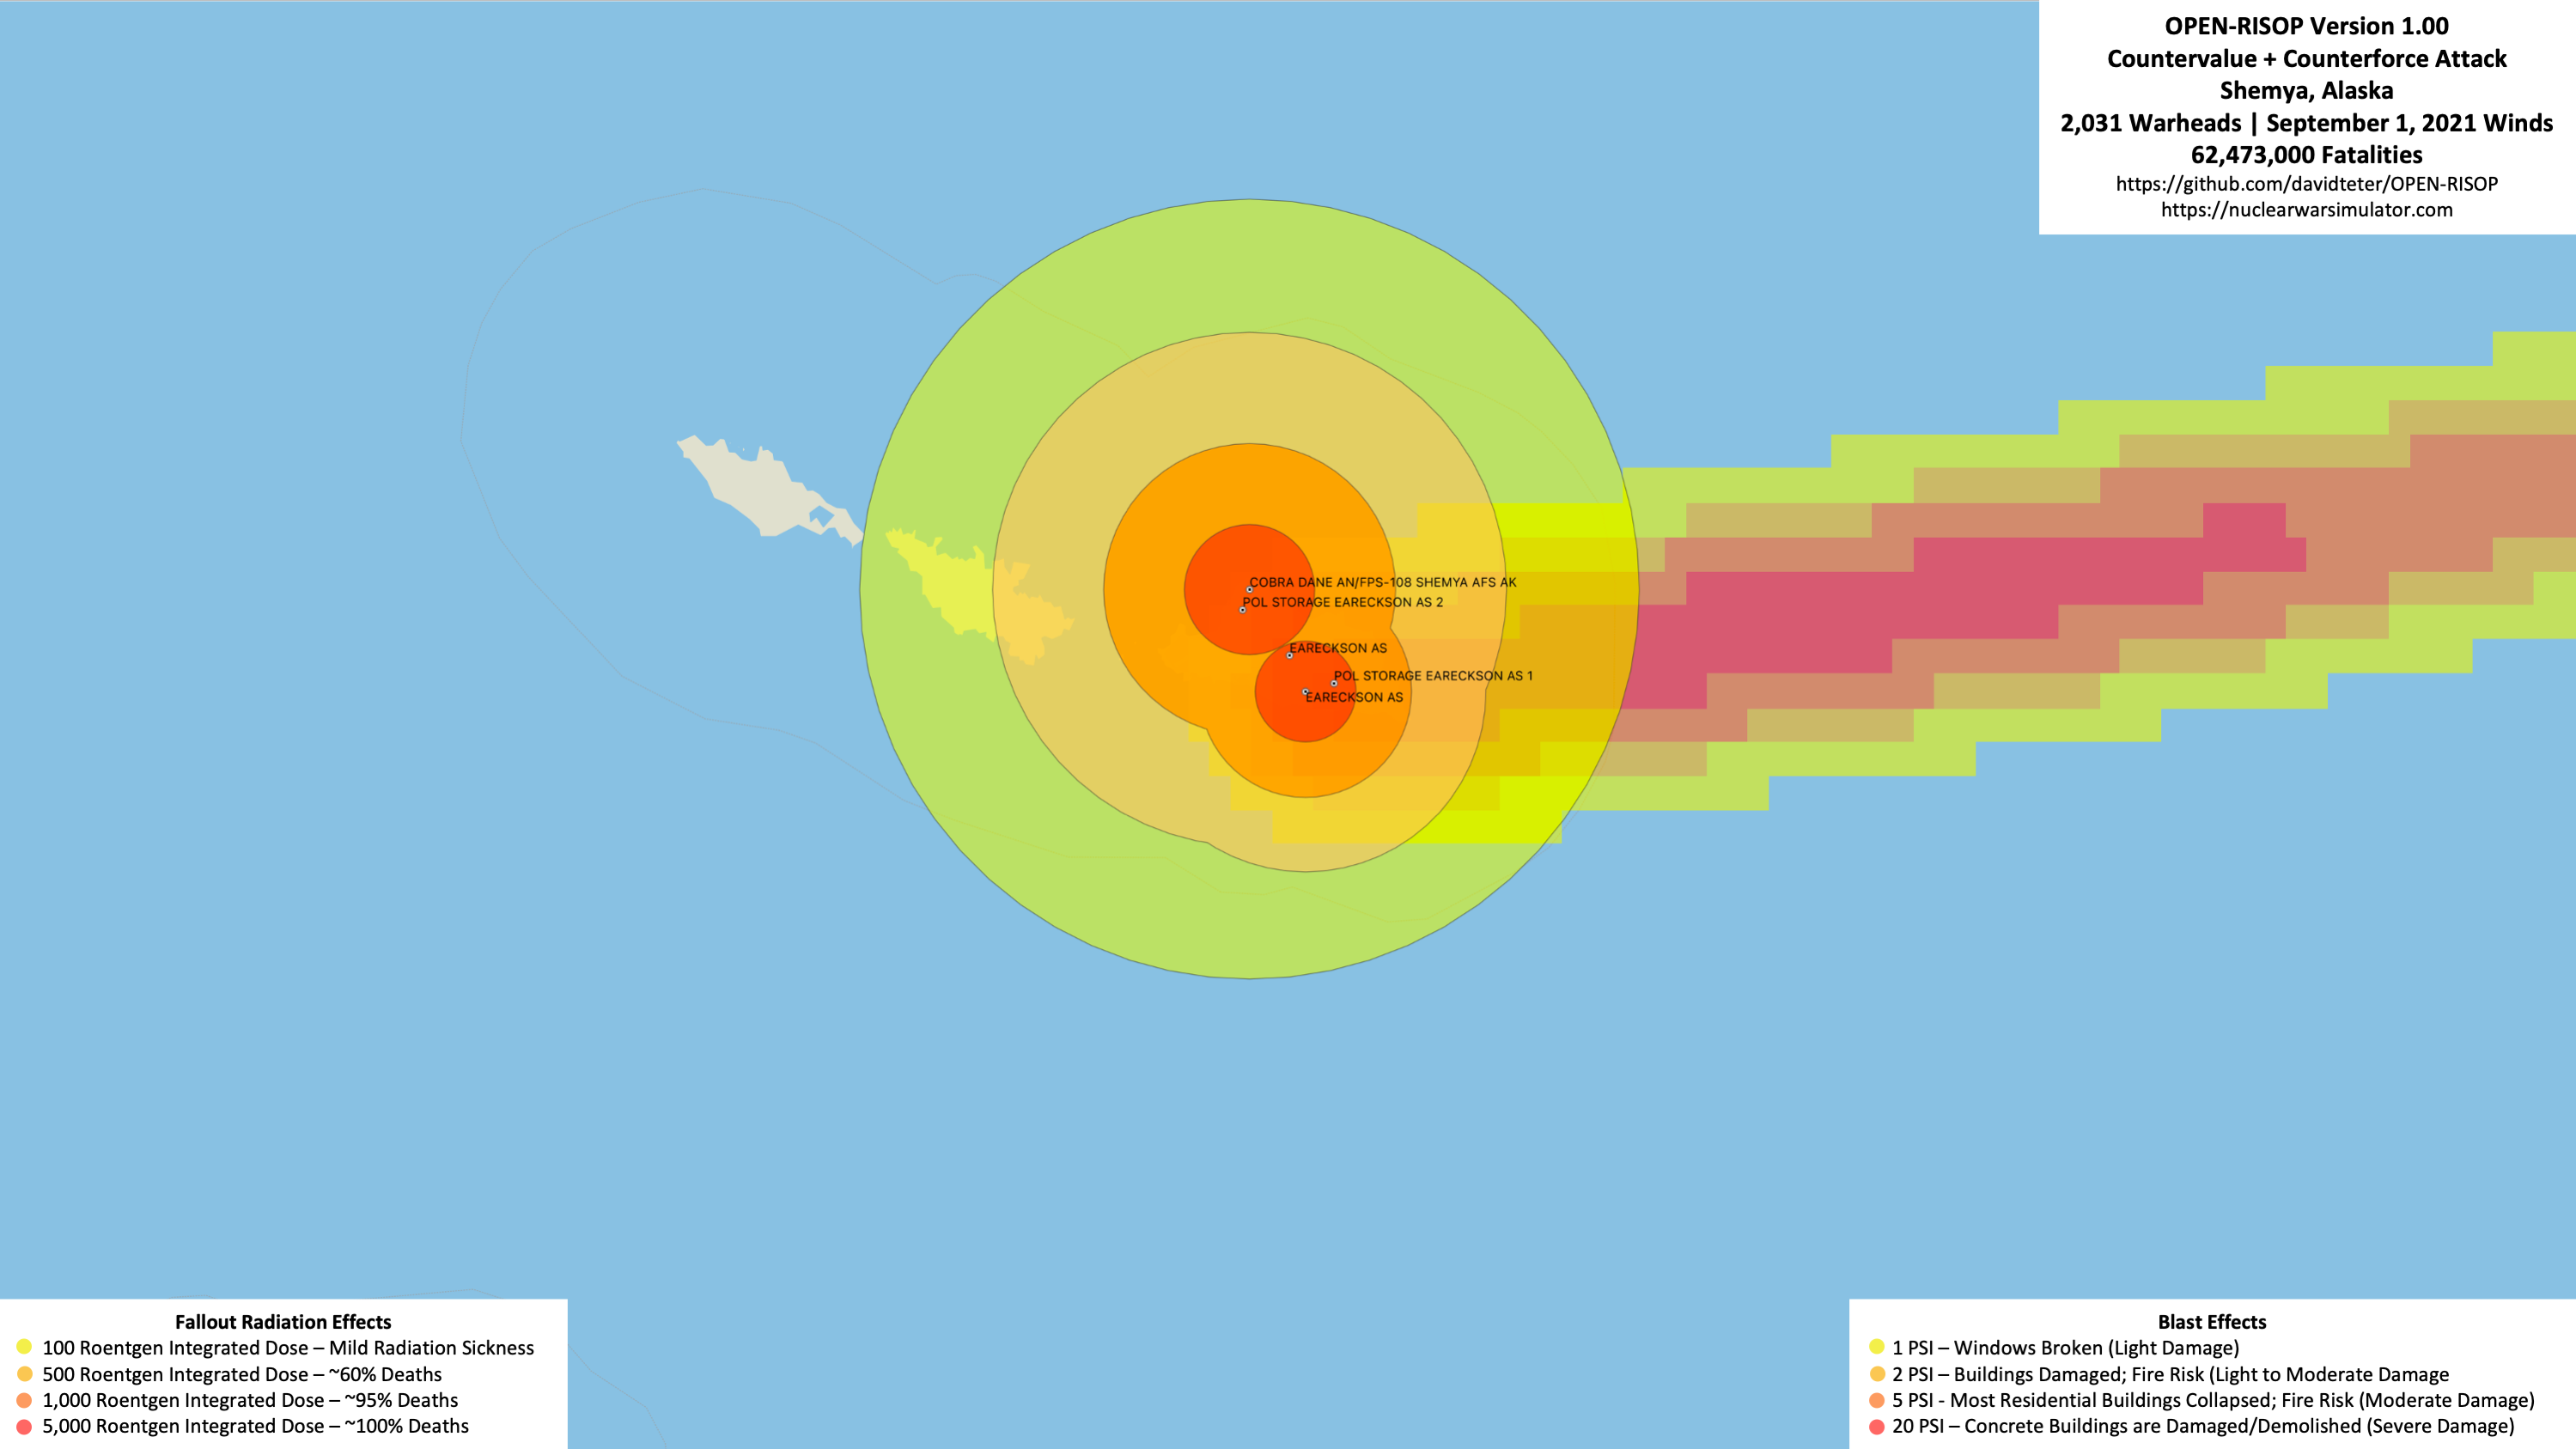 OPEN-RISOP Version 1.00
Countervalue + Counterforce Attack
Shemya, Alaska
2,031 Warheads | September 1, 2021 Winds
62,473,000 Fatalities
https://github.com/davidteter/OPEN-RISOP
https://nuclearwarsimulator.com
COBRA DANE AN/FPS-108 SHEMYA AFS AK
POL STORAGE EARECKSON AS 2
EARECKSON AS
POL STORAGE EARECKSON AS 1
EARECKSON AS
Fallout Radiation Effects
100 Roentgen Integrated Dose – Mild Radiation Sickness
500 Roentgen Integrated Dose – ~60% Deaths
1,000 Roentgen Integrated Dose – ~95% Deaths
5,000 Roentgen Integrated Dose – ~100% Deaths
Blast Effects
1 PSI – Windows Broken (Light Damage)
2 PSI – Buildings Damaged; Fire Risk (Light to Moderate Damage
5 PSI - Most Residential Buildings Collapsed; Fire Risk (Moderate Damage)
20 PSI – Concrete Buildings are Damaged/Demolished (Severe Damage)